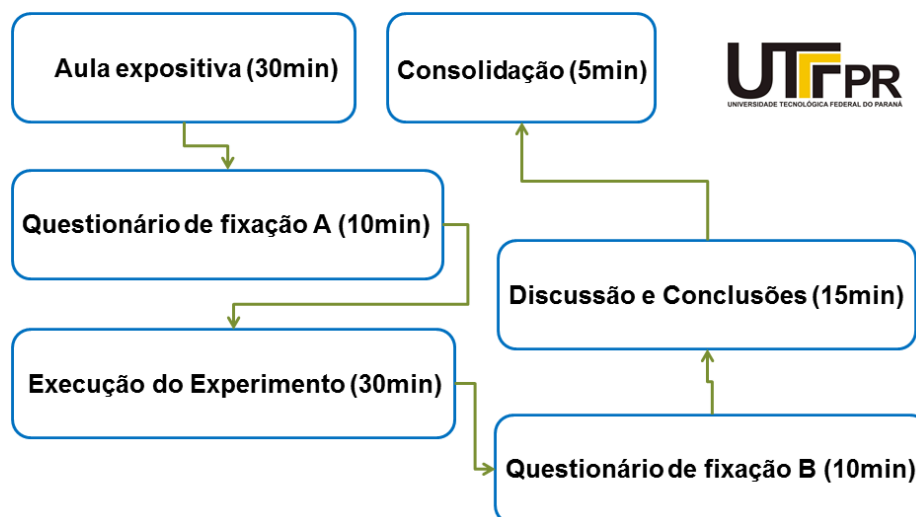 Aula expositiva (30min)
Questionário de fixação A (10min)
Execução do Experimento (30min)
Questionário de fixação B (10min)
Discussão e Conclusões (15min)
Consolidação (5min)
UTFPR
UNIVERSIDADE TECNOLÓGICA FEDERAL DO PARANÁ